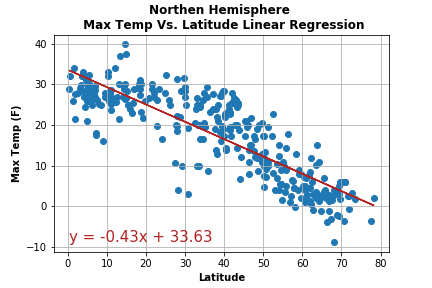 Northen Hemisphere
Max Temp Vs. Latitude Linear Regression
Max Temp (F)
40
30
20
10
0
−10
y = -0.43x + 33.63
0 10 20 30 40 50 60 70 80
Latitude